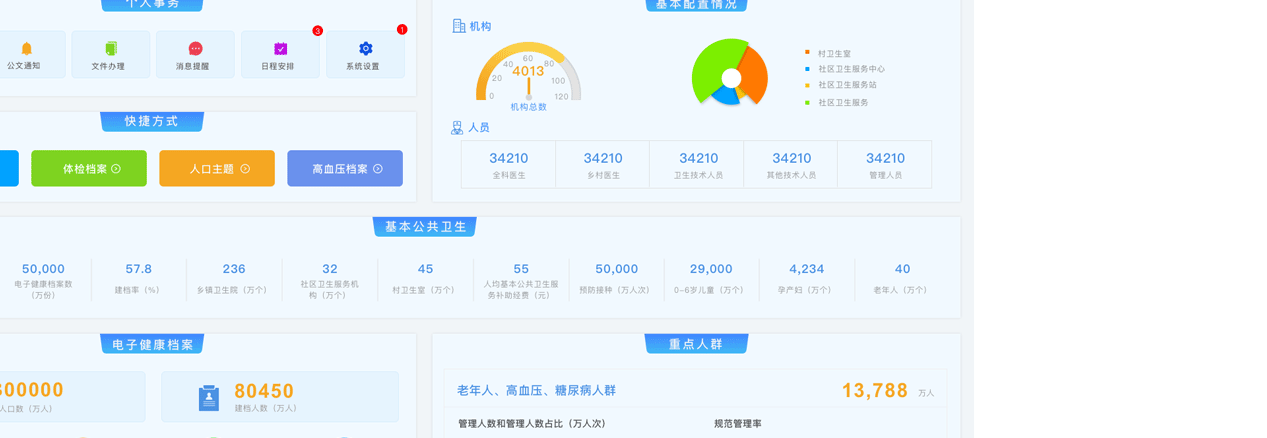 个人事务
3
1
公文通知
文件办理
消息提醒
日程安排
系统设置
快捷方式
体检档案
人口主题
高血压档案
基本配置情况
机构
0
20
40
60
80
100
120
4013
机构总数
村卫生室
社区卫生服务中心
社区卫生服务站
社区卫生服务
人员
34210
34210
34210
34210
34210
全科医生
乡村医生
卫生技术人员
其他技术人员
管理人员
基本公共卫生
50,000
57.8
236
32
45
55
50,000
29,000
4,234
40
电子健康档案数
(万份)
建档率（%）
乡镇卫生院（万个）
社区卫生服务机
构（万个）
村卫生室（万个）
人均基本公共卫生服
务补助经费（元）
预防接种（万人次）
0-6岁儿童（万个）
孕产妇（万个）
老年人（万个）
电子健康档案
300000
人口数（万人）
80450
建档人数（万人）
重点人群
老年人、高血压、糖尿病人群
13,788 万人
管理人数和管理人数占比（万人次）
规范管理率